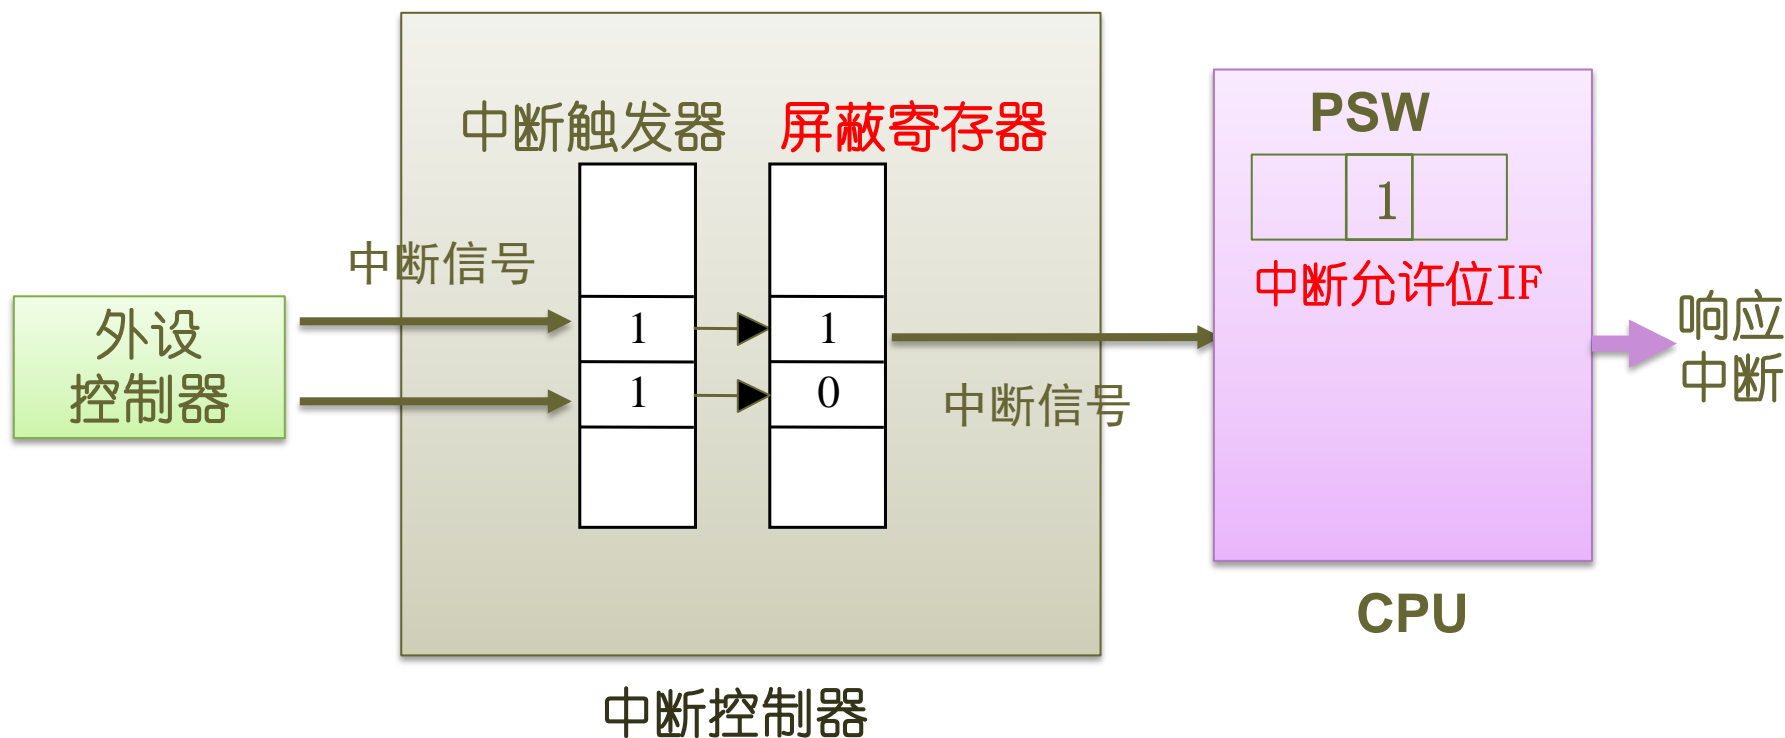 中断触发器
屏蔽寄存器
PSW
1
中断允许位IF
中断信号
外设
控制器
1
1
1
0
中断信号
响应
中断
CPU
中断控制器